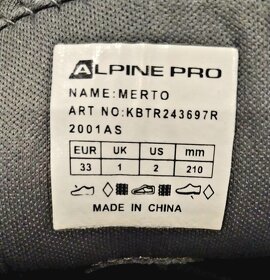 ALPINE PRO
NAME:MERTO
ART NO:KBTR243697R
2001AS
EUR UK US mm
33 1 2 210
MADE IN CHINA